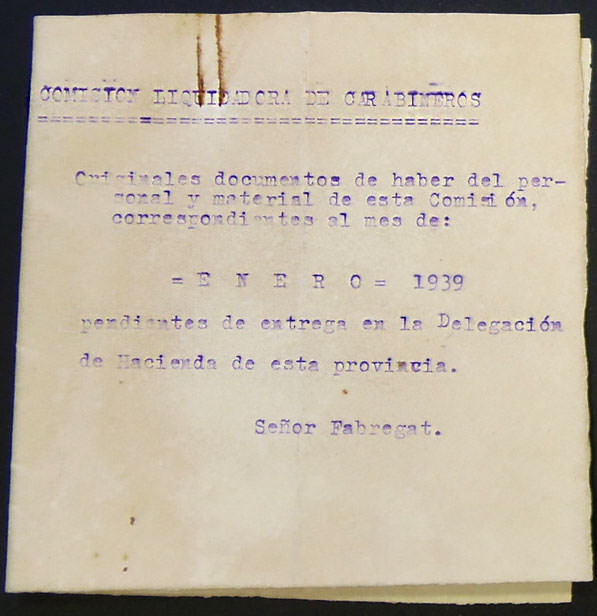 COMISION LIQUIDADORA DE CARABINEROS
===================================
Originales documentos de haber del per-
sonal y material de esta Comisión,
correspondientes al mes de:
= E N E R O = 1939
pendientes de entrega en la Delegación
de Hacienda de esta provincia.
Señor Fabregat.